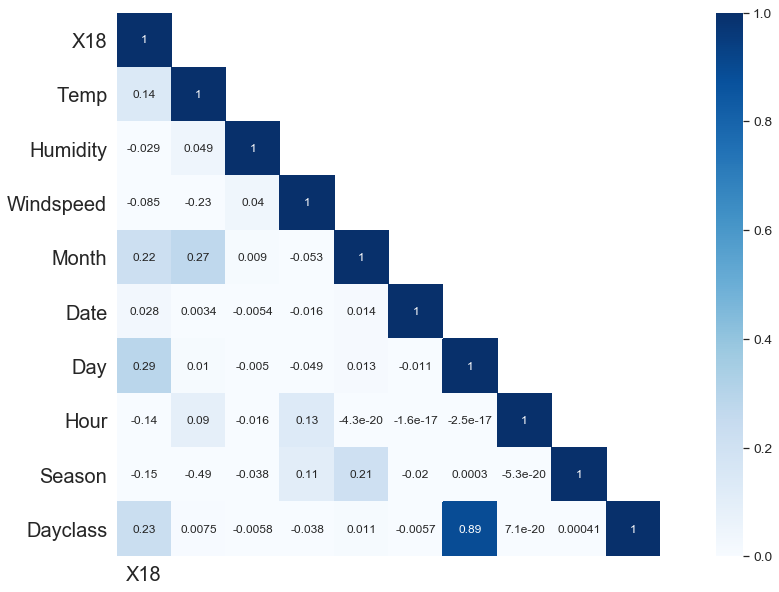 X18 1
Temp 0.14 1
Humidity -0.029 0.049 1
Windspeed -0.085 -0.23 0.04 1
Month 0.22 0.27 0.009 -0.053 1
Date 0.028 0.0034 -0.0054 -0.016 0.014 1
Day 0.29 0.01 -0.005 -0.049 0.013 -0.011 1
Hour -0.14 0.09 -0.016 0.13 -4.3e-20 -1.6e-17 -2.5e-17 1
Season -0.15 -0.49 -0.038 0.11 0.21 -0.02 0.0003 -5.3e-20 1
Dayclass 0.23 0.0075 -0.0058 -0.038 0.011 -0.0057 0.89 7.1e-20 0.00041 1
X18
1.0
0.8
0.6
0.4
0.2
0.0